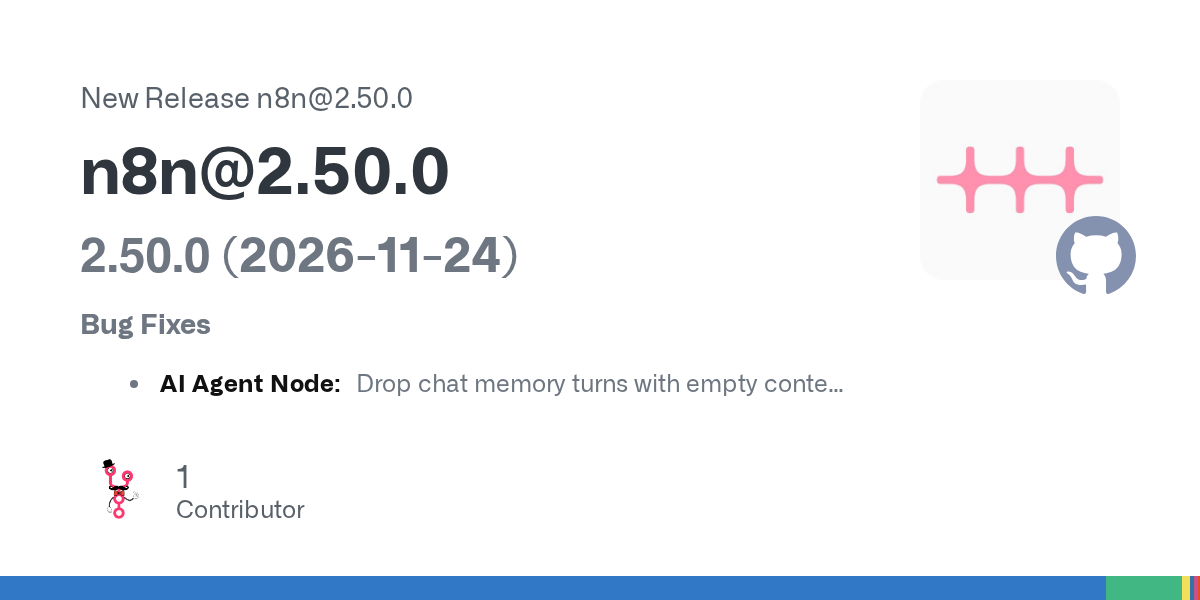 New Release n8n@2.50.0
n8n@2.50.0
2.50.0 (2026-11-24)
Bug Fixes
AI Agent Node: Drop chat memory turns with empty conte...
1
Contributor